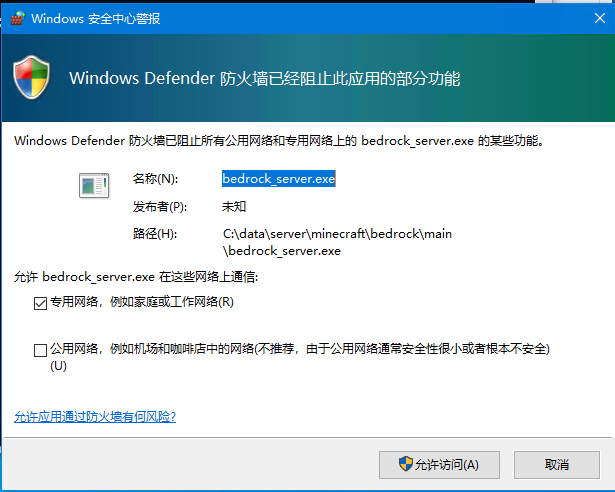 Windows 安全中心警报
Windows Defender 防火墙已经阻止此应用的部分功能
Windows Defender 防火墙已阻止所有公用网络和专用网络上的 bedrock_server.exe 的某些功能。
名称(N): bedrock_server.exe
发布者(P): 未知
路径(H): C:\data\server\minecraft\bedrock\main
\bedrock_server.exe
允许 bedrock_server.exe 在这些网络上通信:
专用网络，例如家庭或工作网络(R)
公用网络，例如机场和咖啡店中的网络(不推荐，由于公用网络通常安全性很小或者根本不安全)
(U)
允许应用通过防火墙有何风险?
允许访问(A) 取消